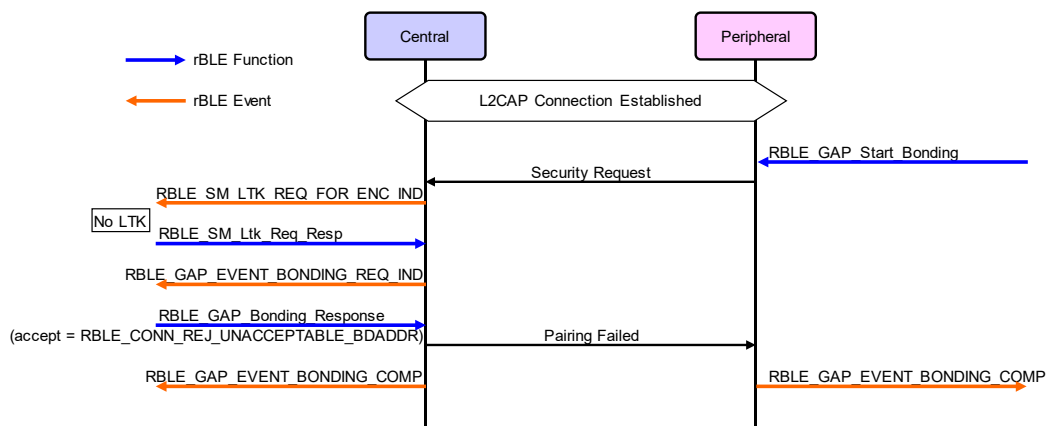 Central
Peripheral
rBLE Function
rBLE Event
L2CAP Connection Established
RBLE_GAP_Start_Bonding
Security Request
RBLE_SM_LTK_REQ_FOR_ENC_IND
No LTK
RBLE_SM_Ltk_Req_Resp
RBLE_GAP_EVENT_BONDING_REQ_IND
RBLE_GAP_Bonding_Response
(accept = RBLE_CONN_REJ_UNACCEPTABLE_BDADDR)
Pairing Failed
RBLE_GAP_EVENT_BONDING_COMP
RBLE_GAP_EVENT_BONDING_COMP